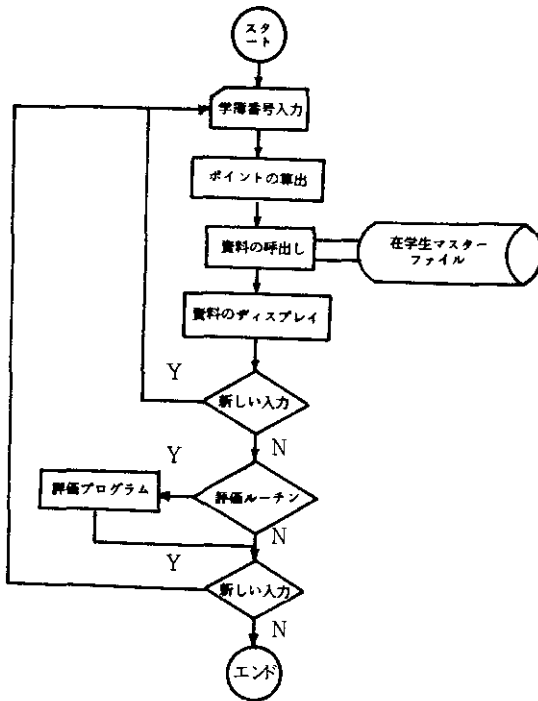 スタ
ート
学簿番号入力
ポイントの算出
資料の呼出し
在学生マスター
ファイル
資料のディスプレイ
Y
新しい入力
N
Y
評価プログラム
評価ルーチン
N
Y
新しい入力
N
エンド